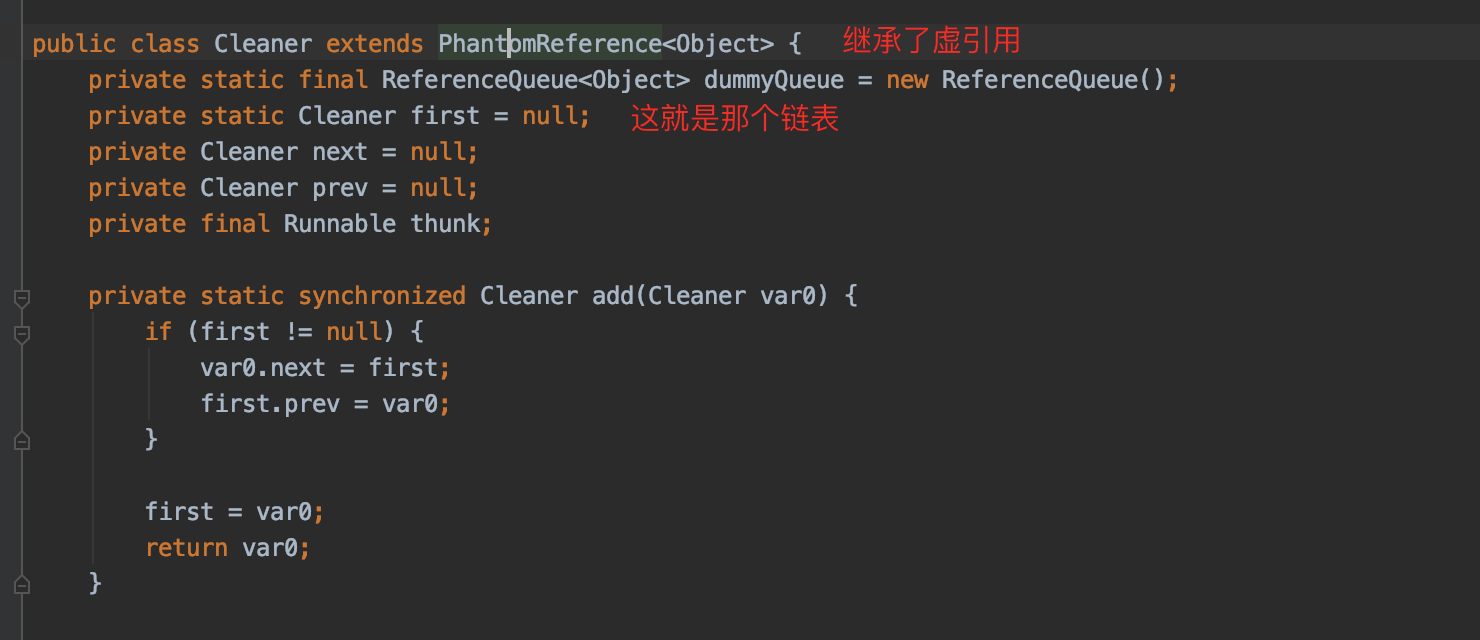 public class Cleaner extends PhantomReference<Object> { 继承了虚引用
private static final ReferenceQueue<Object> dummyQueue = new ReferenceQueue();
private static Cleaner first = null; 这就是那个链表
private Cleaner next = null;
private Cleaner prev = null;
private final Runnable thunk;
private static synchronized Cleaner add(Cleaner var0) {
if (first != null) {
var0.next = first;
first.prev = var0;
}
first = var0;
return var0;
}